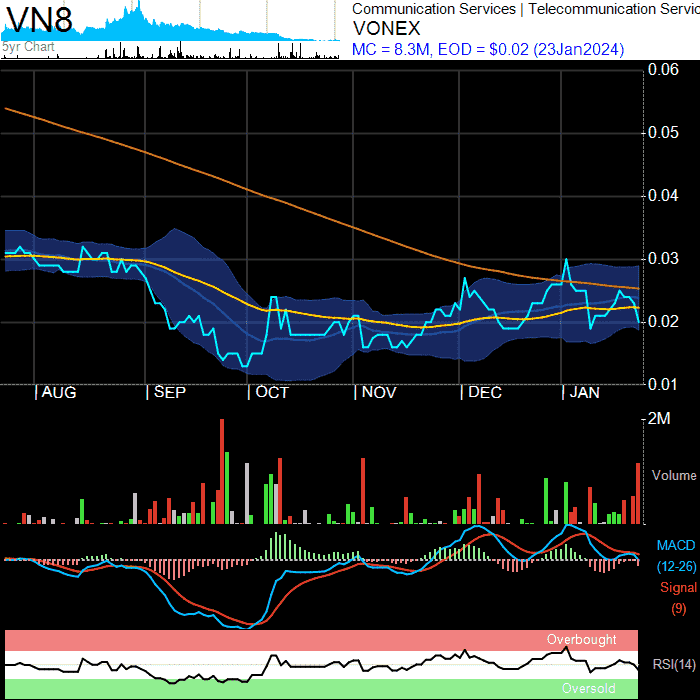 VN8
5yr Chart
Communication Services | Telecommunication Servic
VONEX
MC = 8.3M, EOD = $0.02 (23Jan2024)
0.06
0.05
0.04
0.03
0.02
0.01
| AUG | SEP | OCT | NOV | DEC | JAN
2M
Volume
MACD
(12-26)
Signal
(9)
Overbought
RSI(14)
Oversold